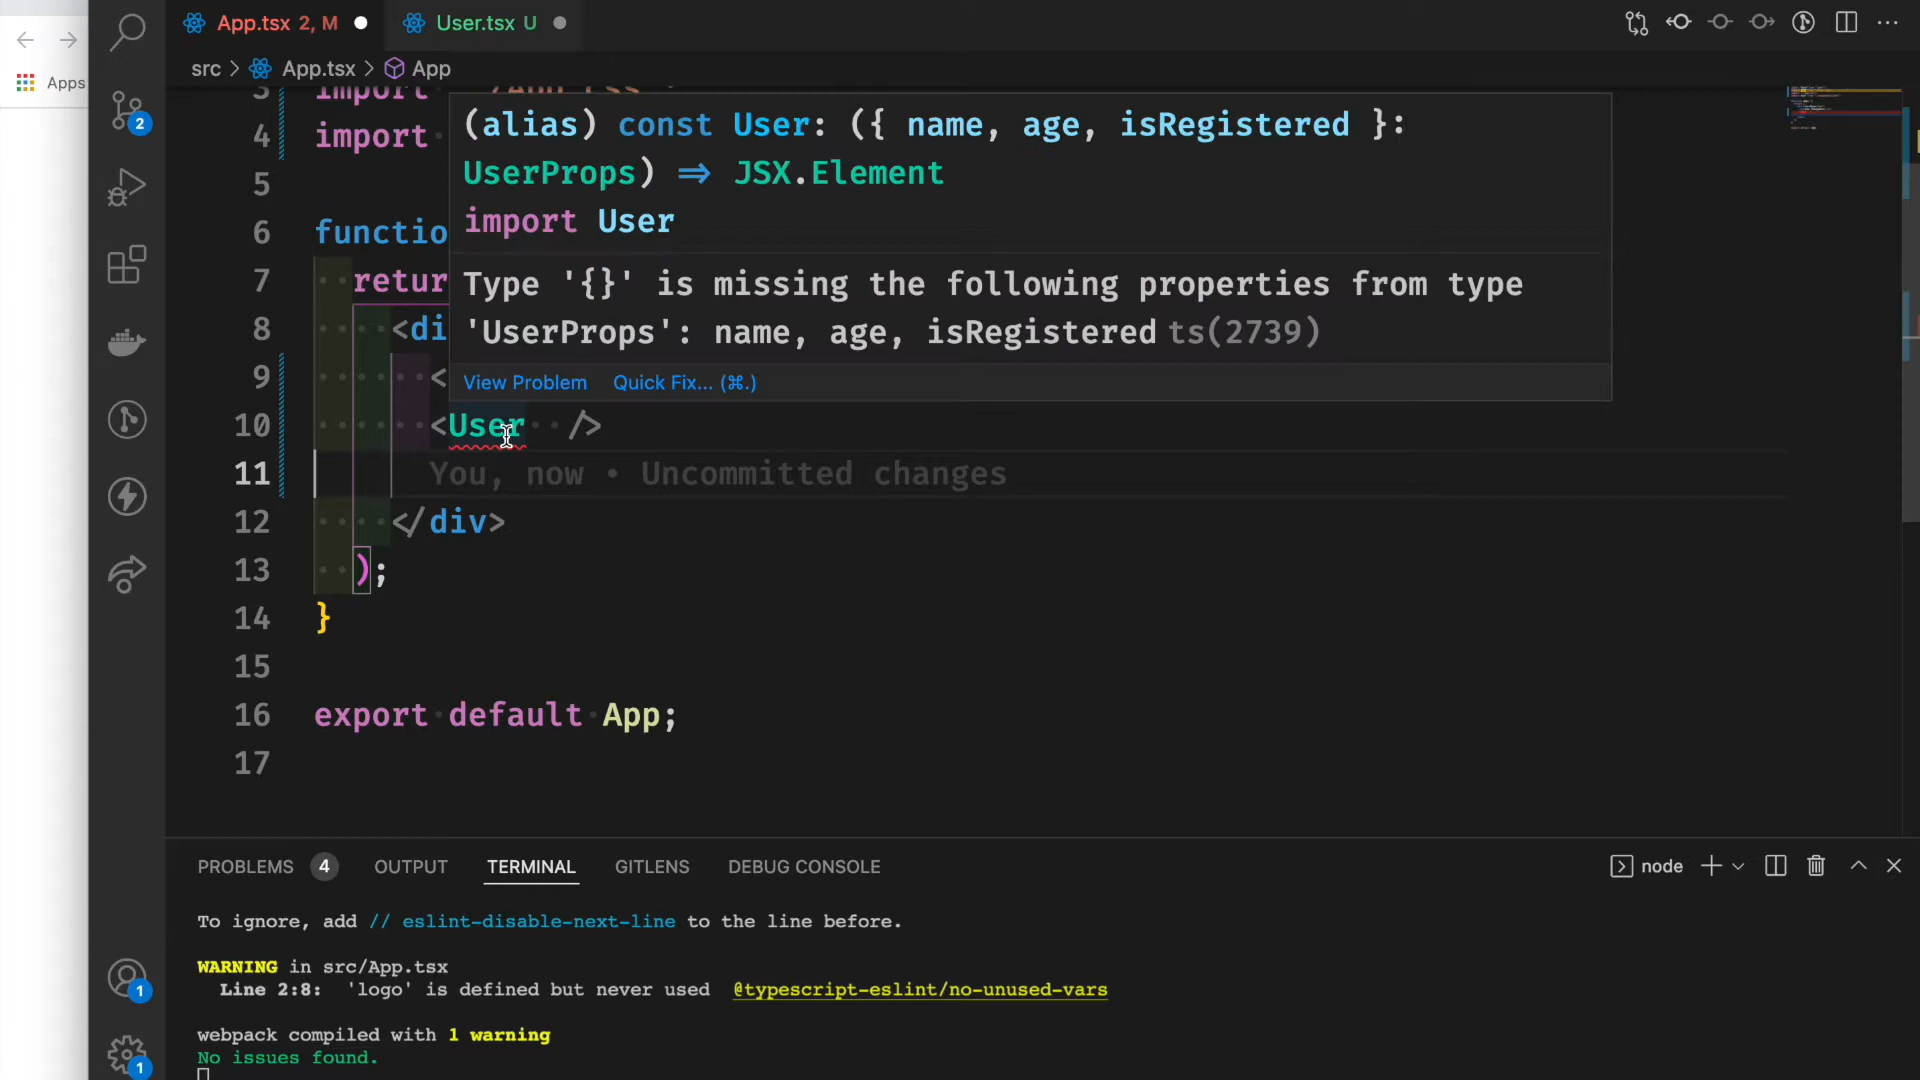 App.tsx 2, M
User.tsx U
src > App.tsx > App
Apps
3 import
4 import
(alias) const User: ({ name, age, isRegistered }:
UserProps) => JSX.Element
import User
Type '{}' is missing the following properties from type
'UserProps': name, age, isRegistered ts(2739)
View Problem Quick Fix... (⌘.)
5
6 functio
7 retur
8 <di
9 <
10 <User />
11 You, now • Uncommitted changes
12 </div>
13 );
14 }
15
16 export default App;
17
2
PROBLEMS 4 OUTPUT TERMINAL GITLENS DEBUG CONSOLE
node
To ignore, add // eslint-disable-next-line to the line before.
WARNING in src/App.tsx
Line 2:8: 'logo' is defined but never used @typescript-eslint/no-unused-vars
webpack compiled with 1 warning
No issues found.
1
1